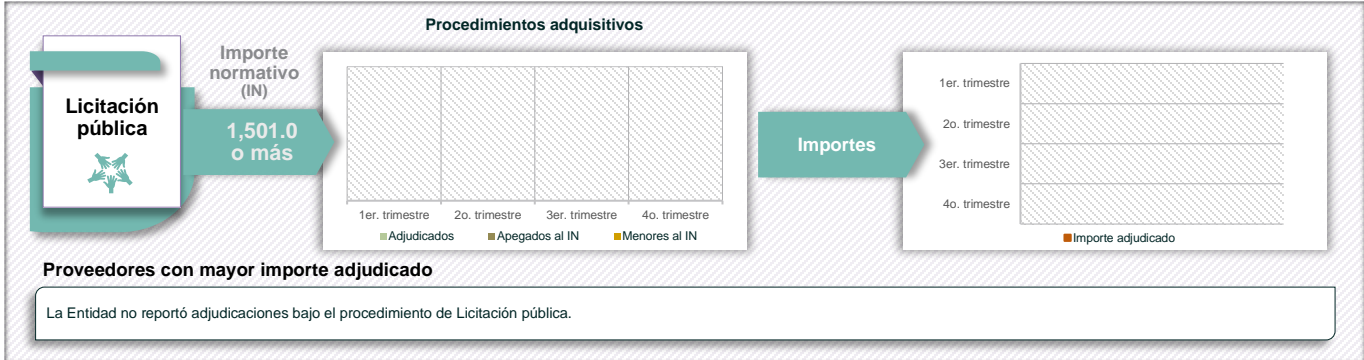 Procedimientos adquisitivos
Licitación
pública
Importe
normativo
(IN)
1,501.0
o más
1er. trimestre 2o. trimestre 3er. trimestre 4o. trimestre
Adjudicados Apegados al IN Menores al IN
Importes
1er. trimestre
2o. trimestre
3er. trimestre
4o. trimestre
Importe adjudicado
Proveedores con mayor importe adjudicado
La Entidad no reportó adjudicaciones bajo el procedimiento de Licitación pública.